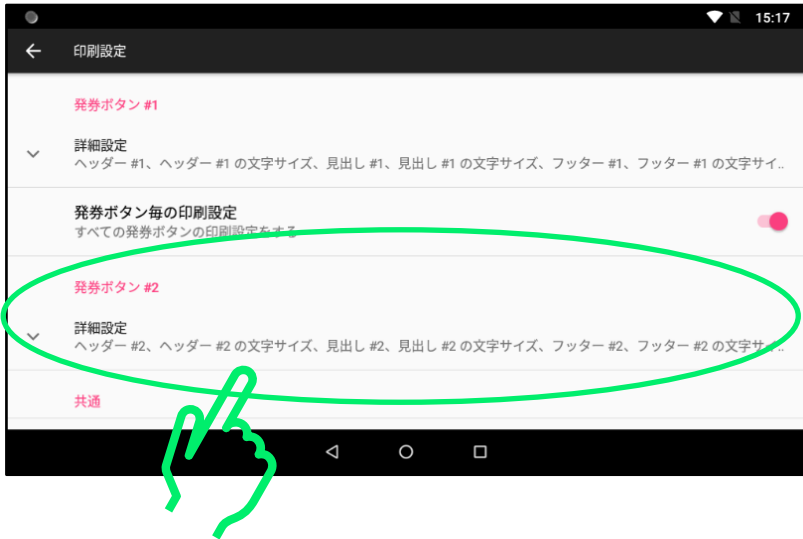 15:17
印刷設定
発券ボタン #1
詳細設定
ヘッダー #1、ヘッダー #1 の文字サイズ、見出し #1、見出し #1 の文字サイズ、フッター #1、フッター #1 の文字サイ..
発券ボタン毎の印刷設定
すべての発券ボタンの印刷設定をする
発券ボタン #2
詳細設定
ヘッダー #2、ヘッダー #2 の文字サイズ、見出し #2、見出し #2 の文字サイズ、フッター #2、フッター #2 の文字サイ..
共通